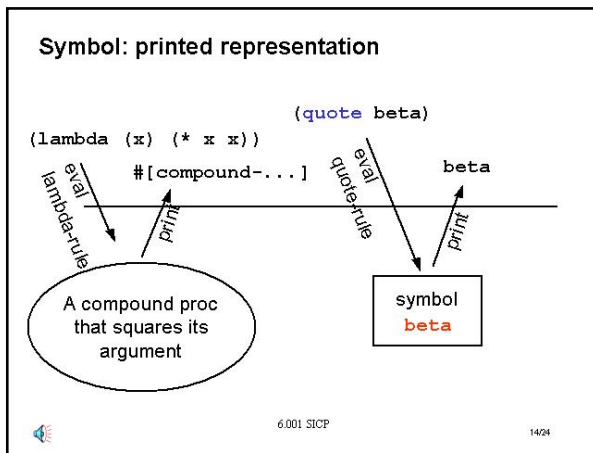 Symbol: printed representation
(quote beta)
(lambda (x) (* x x))
#[compound-...]
beta
eval
lambda-rule
print
eval
quote-rule
print
A compound proc
that squares its
argument
symbol
beta
6.001 SICP
14/24